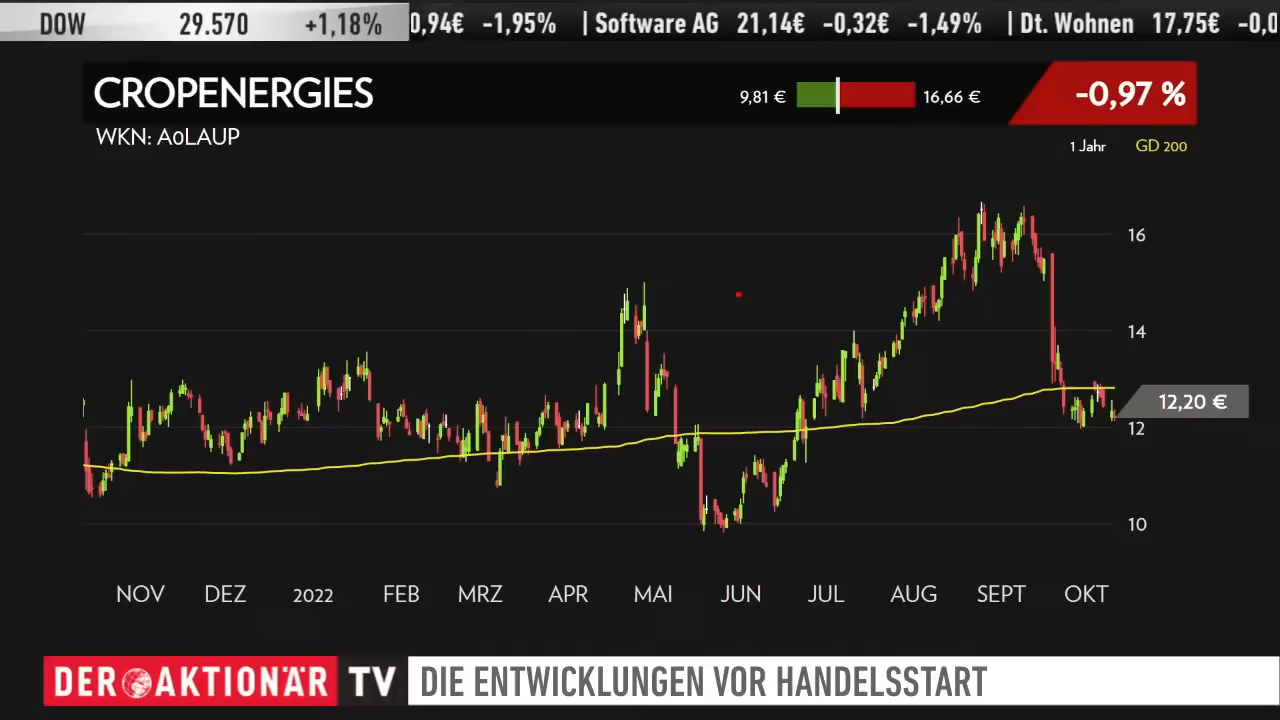 DOW 29.570 +1,18% 0,94€ -1,95% | Software AG 21,14€ -0,32€ -1,49% | Dt. Wohnen 17,75€ -0,0
CROPENERGIES 9,81 € 16,66 € -0,97 %
WKN: A0LAUP
1 Jahr GD 200
16
14
12,20 €
12
10
NOV DEZ 2022 FEB MRZ APR MAI JUN JUL AUG SEPT OKT
DER AKTIONÄR TV DIE ENTWICKLUNGEN VOR HANDELSSTART